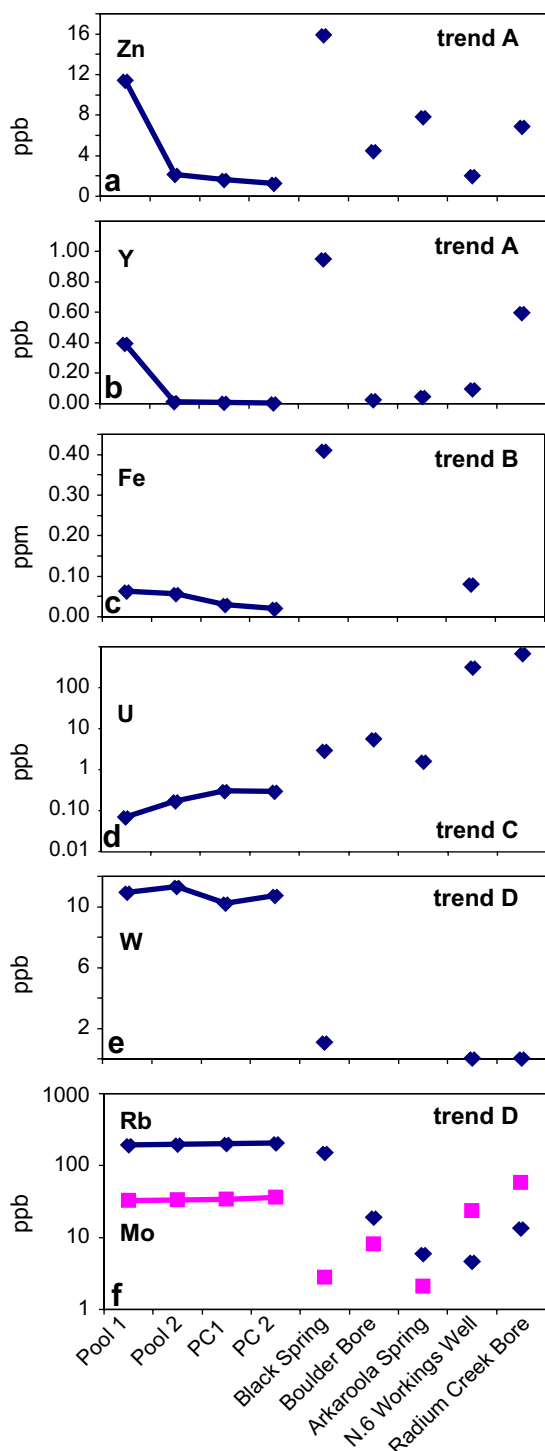 16
Zn
trend A
12
ppb
8
4
a
0
Y
trend A
1.00
0.80
ppb
0.60
0.40
0.20
b
0.00
0.40
Fe
trend B
0.30
ppm
0.20
0.10
c
0.00
100
U
10
ppb
1
0.10
d
trend C
0.01
10
trend D
W
ppb
6
2
e
1000
Rb
trend D
100
ppb
Mo
10
f
1
Pool 1
Pool 2
PC1
PC 2
Black Spring
Boulder Bore
Arkaroola Spring
N.6 Workings Well
Radium Creek Bore